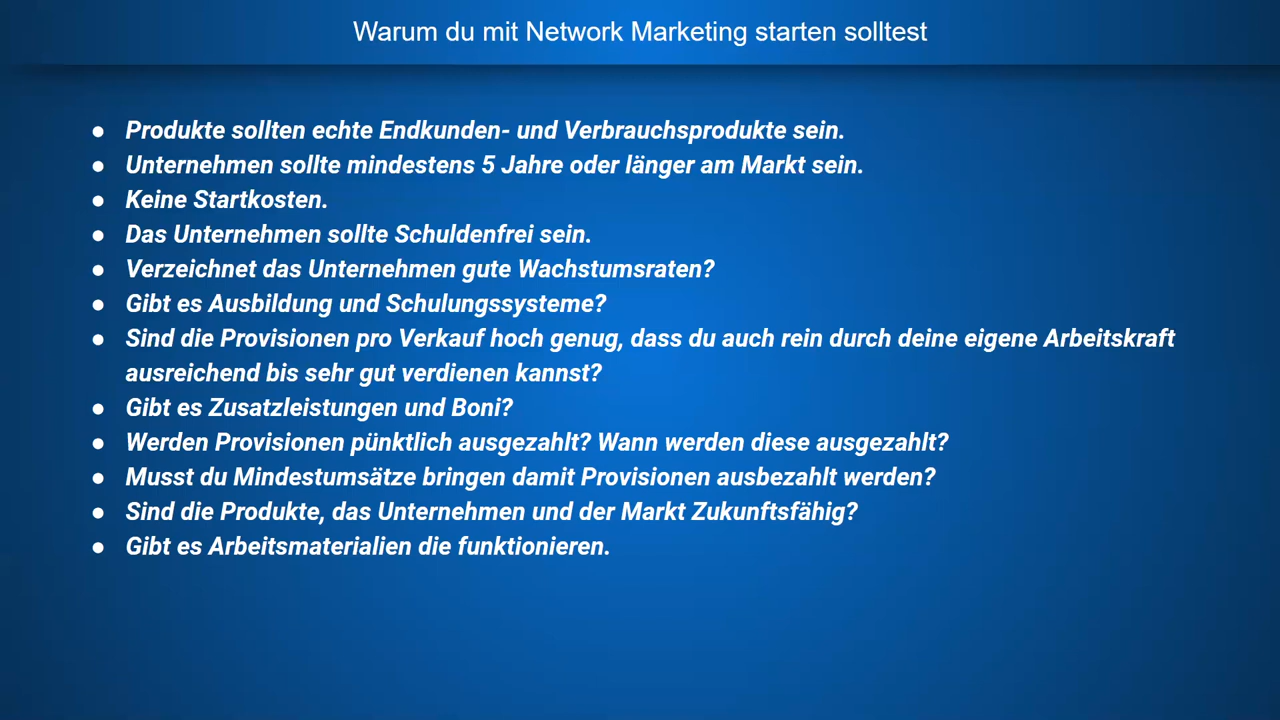 Warum du mit Network Marketing starten solltest
● Produkte sollten echte Endkunden- und Verbrauchsprodukte sein.
● Unternehmen sollte mindestens 5 Jahre oder länger am Markt sein.
● Keine Startkosten.
● Das Unternehmen sollte Schuldenfrei sein.
● Verzeichnet das Unternehmen gute Wachstumsraten?
● Gibt es Ausbildung und Schulungssysteme?
● Sind die Provisionen pro Verkauf hoch genug, dass du auch rein durch deine eigene Arbeitskraft
ausreichend bis sehr gut verdienen kannst?
● Gibt es Zusatzleistungen und Boni?
● Werden Provisionen pünktlich ausgezahlt? Wann werden diese ausgezahlt?
● Musst du Mindestumsätze bringen damit Provisionen ausbezahlt werden?
● Sind die Produkte, das Unternehmen und der Markt Zukunftsfähig?
● Gibt es Arbeitsmaterialien die funktionieren.